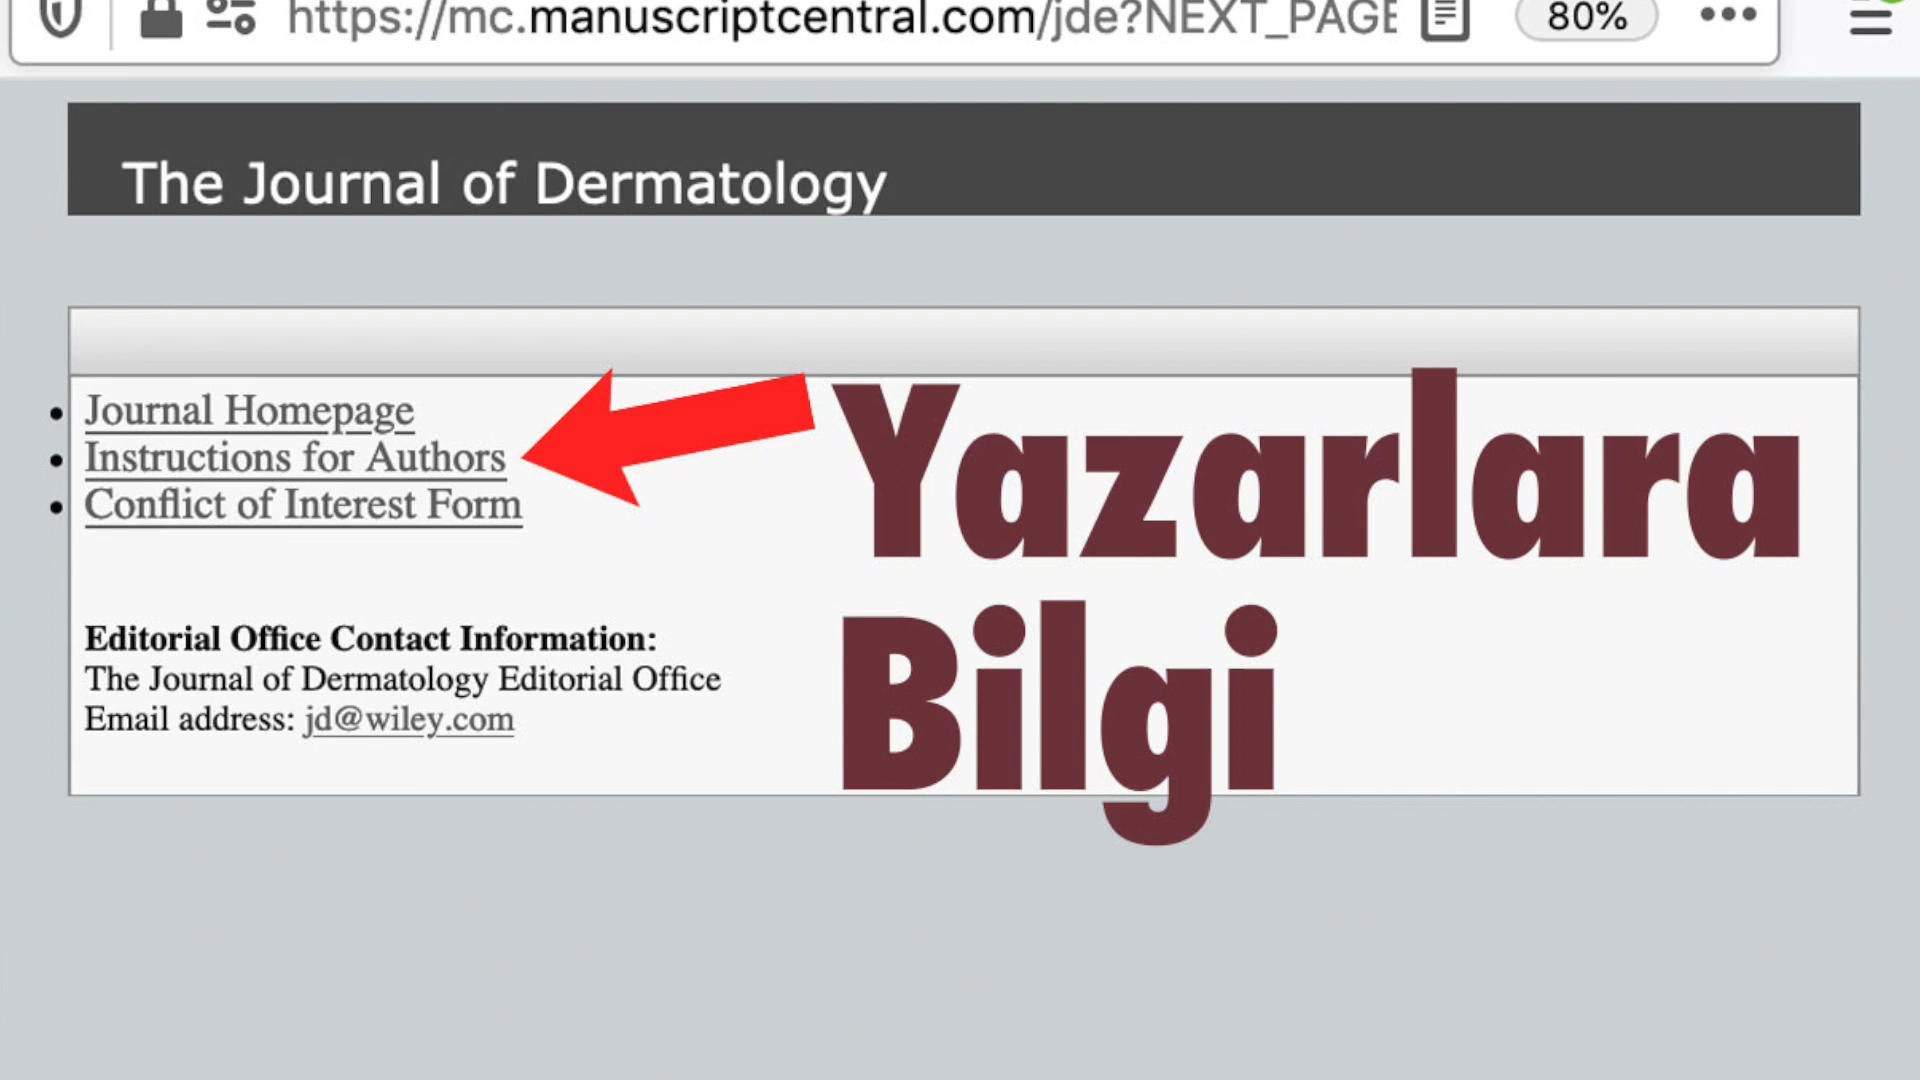 https://mc.manuscriptcentral.com/jde?NEXT_PAGE
80%
The Journal of Dermatology
Journal Homepage
Instructions for Authors
Conflict of Interest Form
Yazarlara
Bilgi
Editorial Office Contact Information:
The Journal of Dermatology Editorial Office
Email address: jd@wiley.com